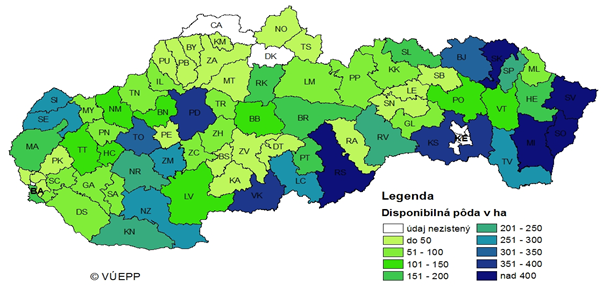 CA
NO
KM
BY
TS
DK
PU
PB
ZA
SL
BJ
SK
KK
SP
ML
IL
MT
RK
LM
PP
SB
TN
LE
SI
MY
NM
BN
PD
TR
SN
PO
VT
HE
SV
SE
BB
BR
GL
PN
TO
PE
ZH
MA
TT
HC
ZV
DT
RA
RV
KS
KE
MI
SO
PK
ZM
ZC
BS
PT
NR
LC
TV
BA
SC
GA
SA
KA
RS
LV
VK
DS
NZ
KN
Legenda
Disponibilná pôda v ha
údaj nezistený
201 - 250
do 50
251 - 300
51 - 100
301 - 350
101 - 150
351 - 400
151 - 200
nad 400
© VÚEPP